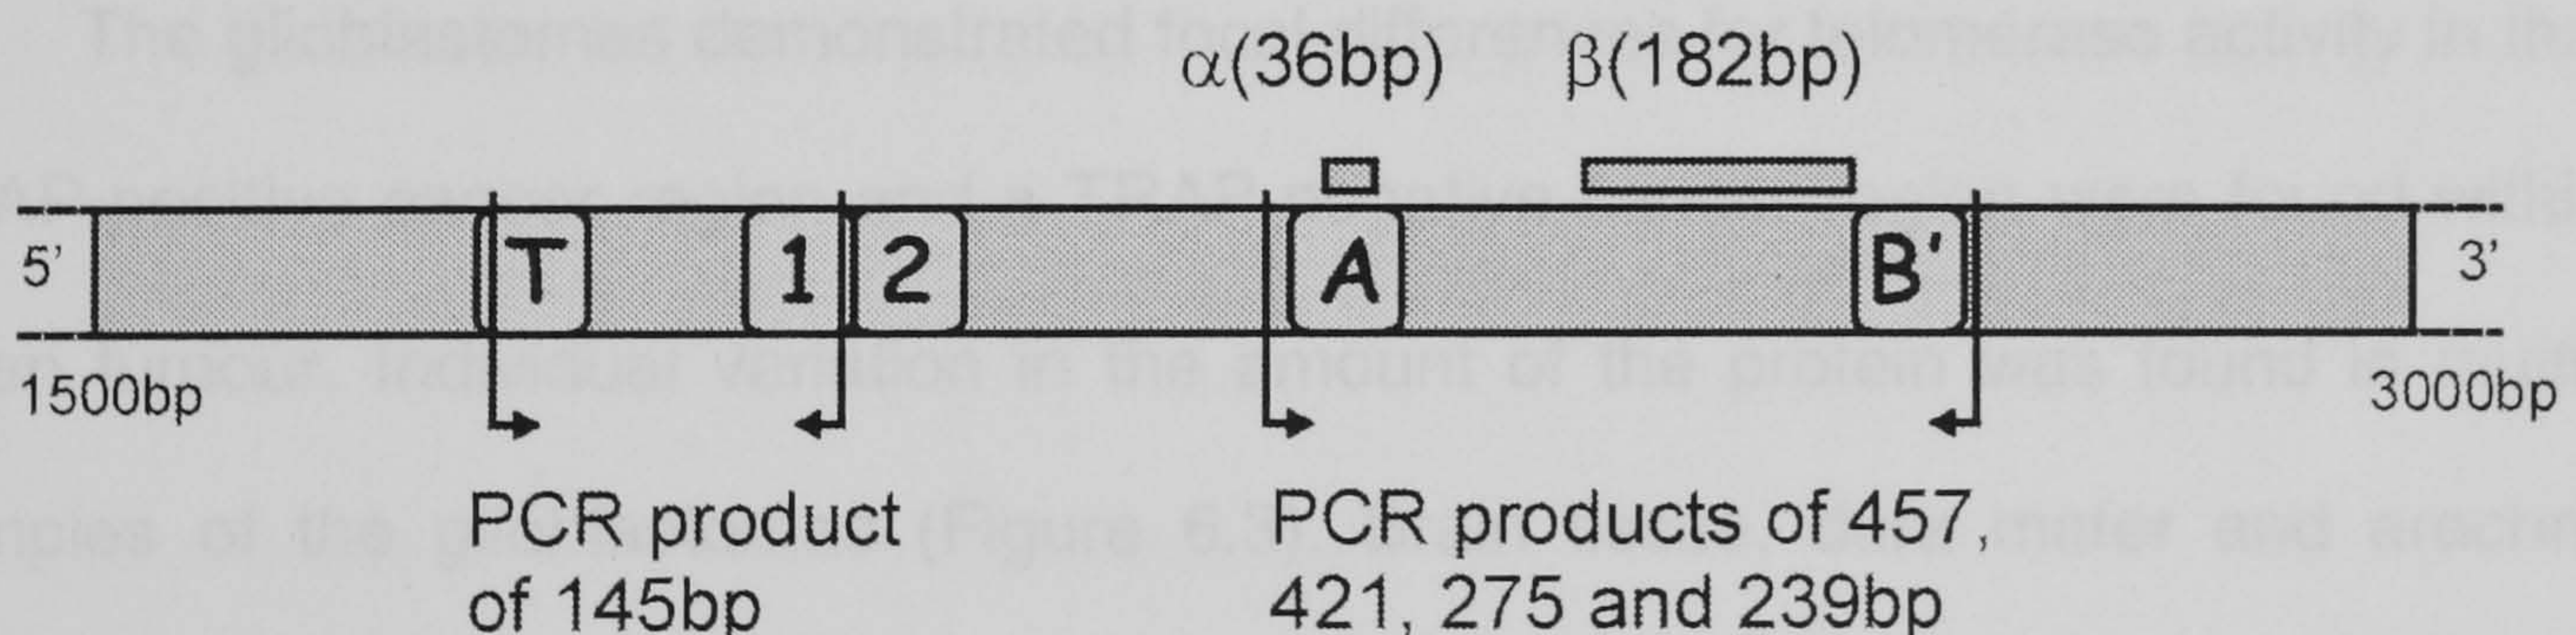 α(36bp) β(182bp)
5’ T 1 2 A B' 3’
1500bp 3000bp
PCR product
of 145bp
PCR products of 457,
421, 275 and 239bp